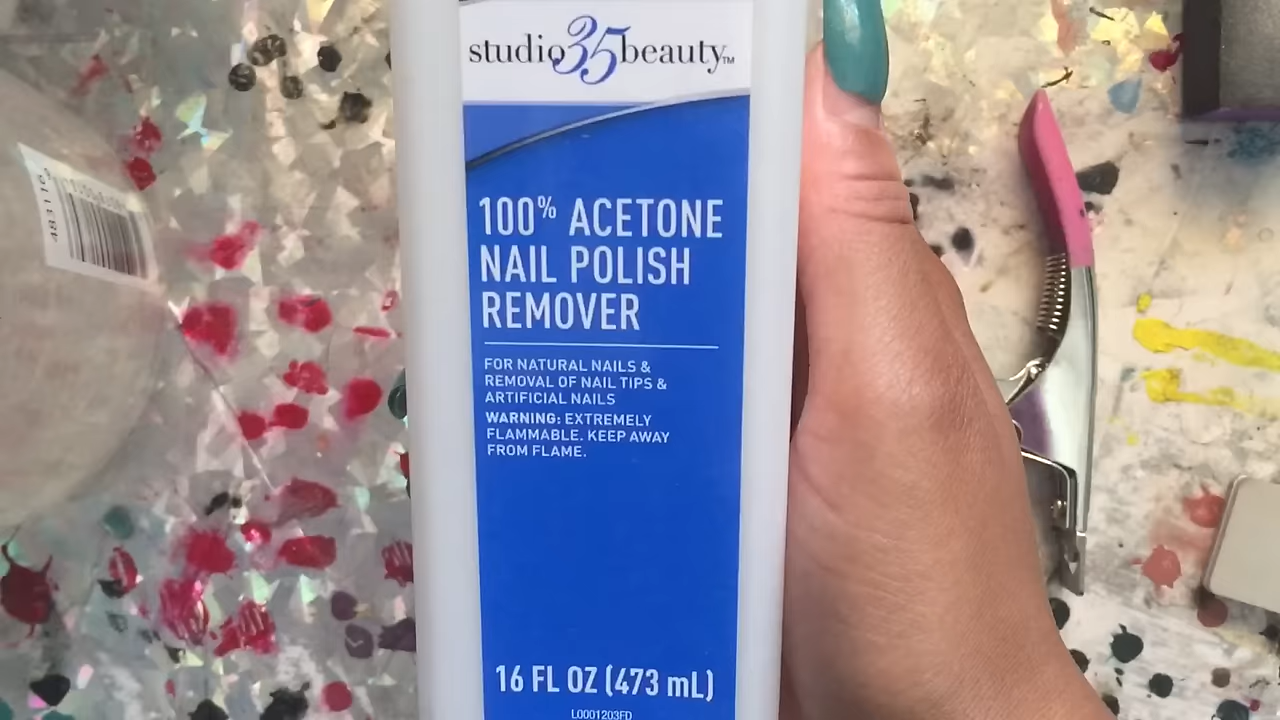 studio35beauty™
100% ACETONE
NAIL POLISH
REMOVER
FOR NATURAL NAILS &
REMOVAL OF NAIL TIPS &
ARTIFICIAL NAILS
WARNING: EXTREMELY
FLAMMABLE. KEEP AWAY
FROM FLAME.
16 FL OZ (473 mL)
L0001203FD